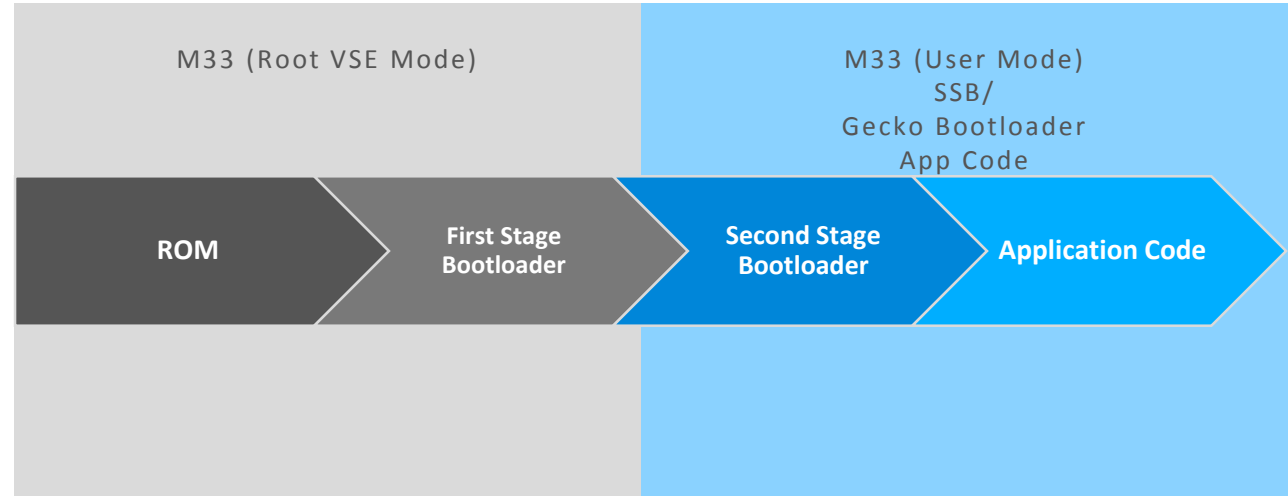 M33 (Root VSE Mode)
M33 (User Mode)
SSB/
Gecko Bootloader
App Code
ROM
First Stage
Bootloader
Second Stage
Bootloader
Application Code